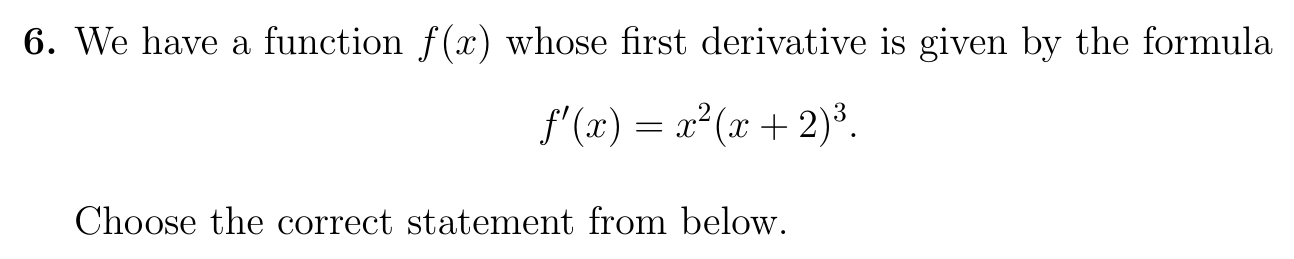 6. We have a function f(x) whose first derivative is given by the formula
f′(x) = x²(x + 2)³.
Choose the correct statement from below.